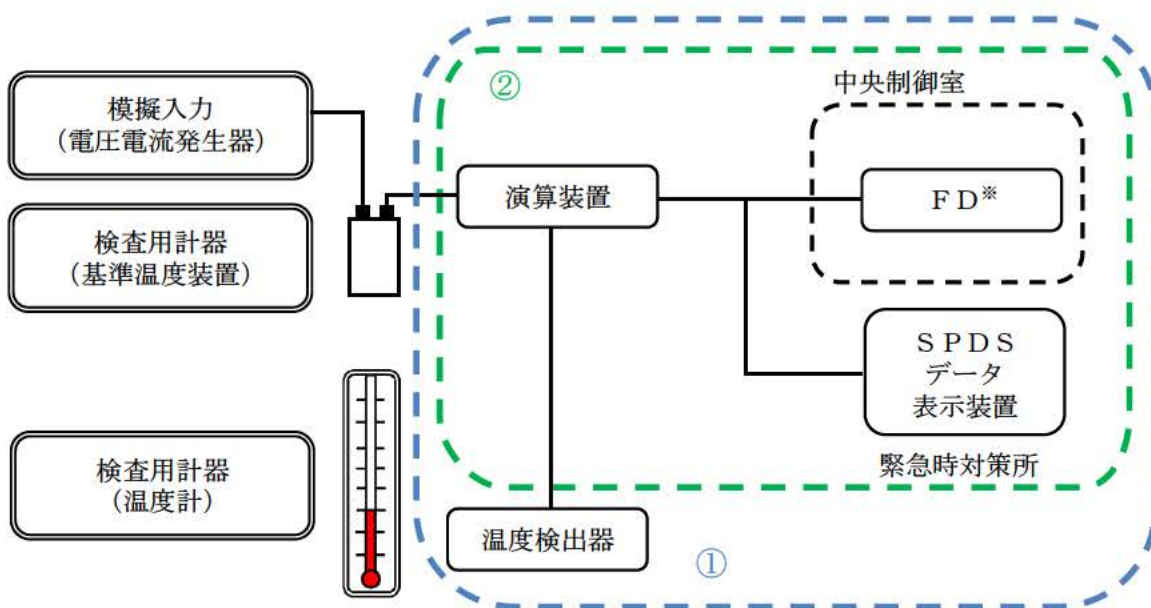 模擬入力
（電圧電流発生器）
検査用計器
（基準温度装置）
検査用計器
（温度計）
②
中央制御室
演算装置
ＦＤ※
ＳＰＤＳ
データ
表示装置
緊急時対策所
温度検出器
①